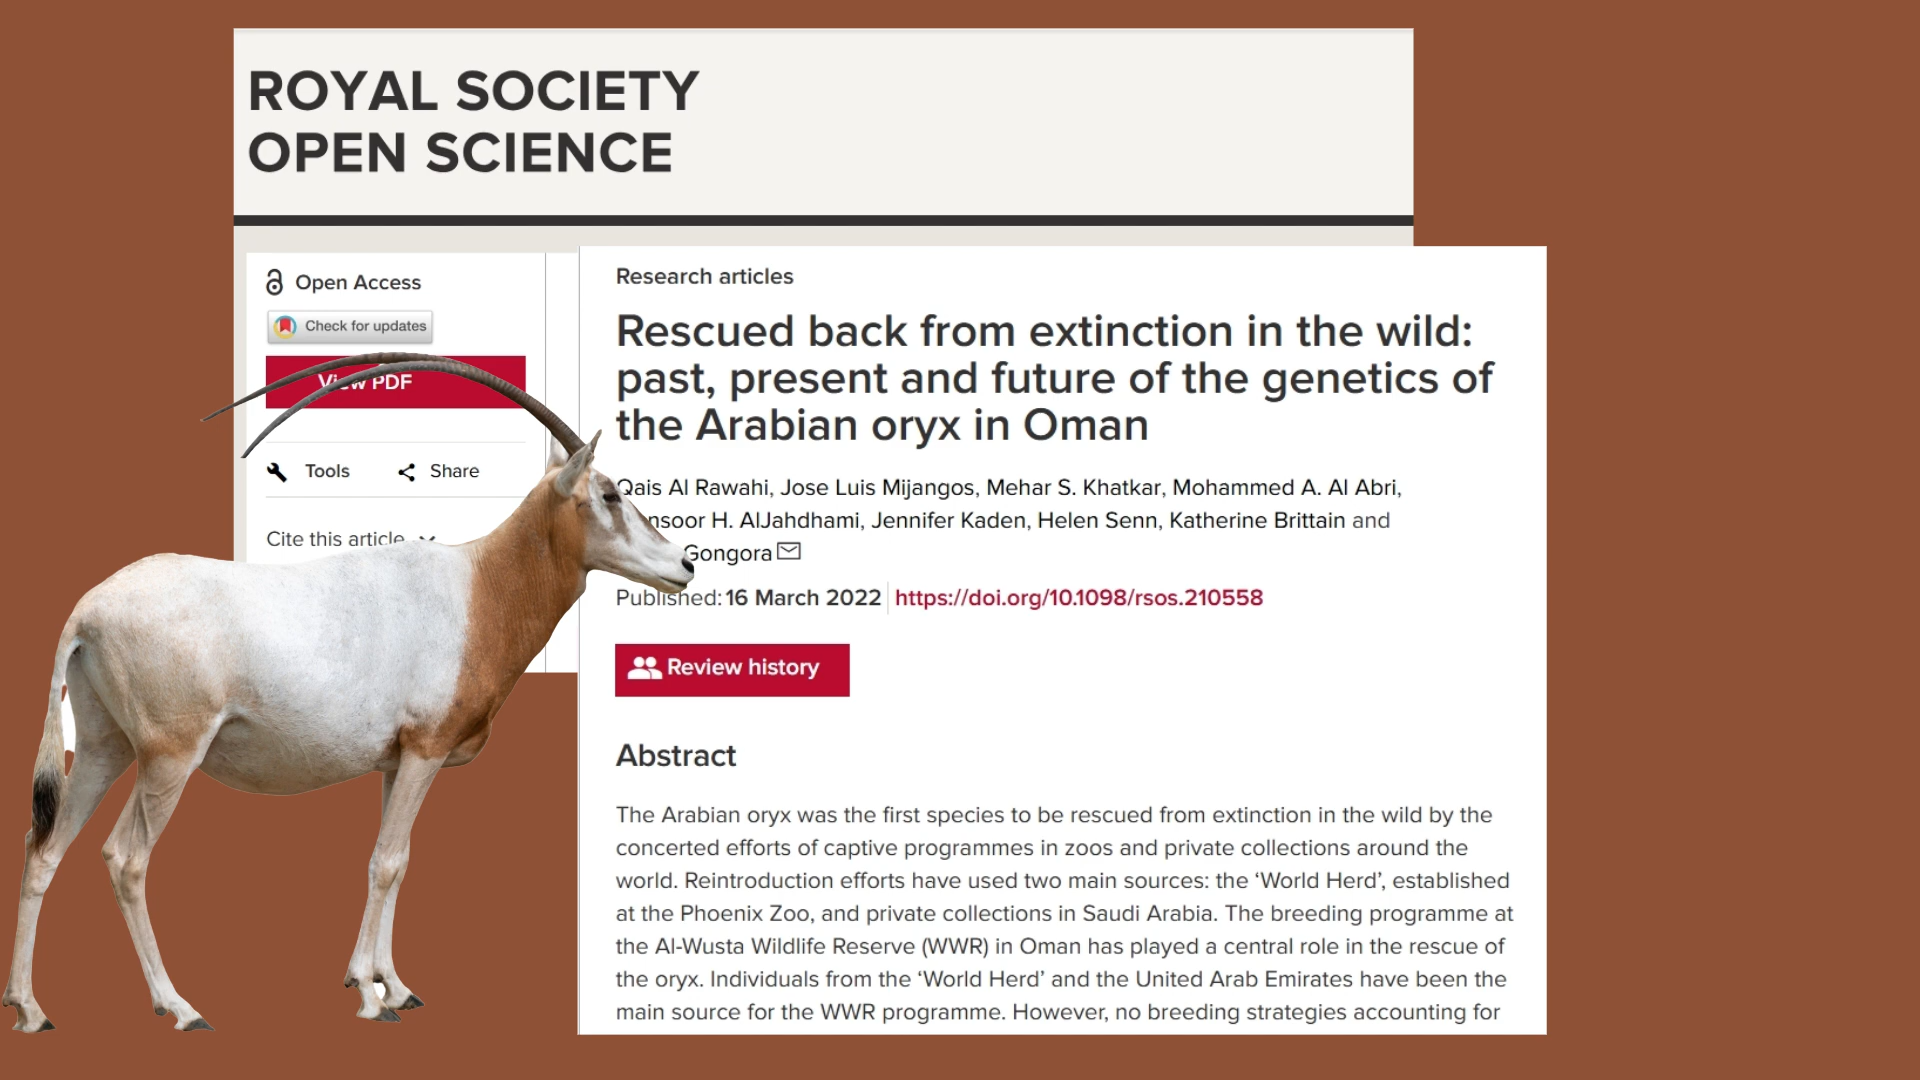 ROYAL SOCIETY
OPEN SCIENCE
Open Access
Check for updates
View PDF
Tools
Share
Cite this article
Research articles
Rescued back from extinction in the wild:
past, present and future of the genetics of
the Arabian oryx in Oman
Qais Al Rawahi, Jose Luis Mijangos, Mehar S. Khatkar, Mohammed A. Al Abri,
H. AlJahdhami, Jennifer Kaden, Helen Senn, Katherine Brittain and
Gongora
Published: 16 March 2022 https://doi.org/10.1098/rsos.210558
Review history
Abstract
The Arabian oryx was the first species to be rescued from extinction in the wild by the
concerted efforts of captive programmes in zoos and private collections around the
world. Reintroduction efforts have used two main sources: the ‘World Herd’, established
at the Phoenix Zoo, and private collections in Saudi Arabia. The breeding programme at
the Al-Wusta Wildlife Reserve (WWR) in Oman has played a central role in the rescue of
the oryx. Individuals from the ‘World Herd’ and the United Arab Emirates have been the
main source for the WWR programme. However, no breeding strategies accounting for